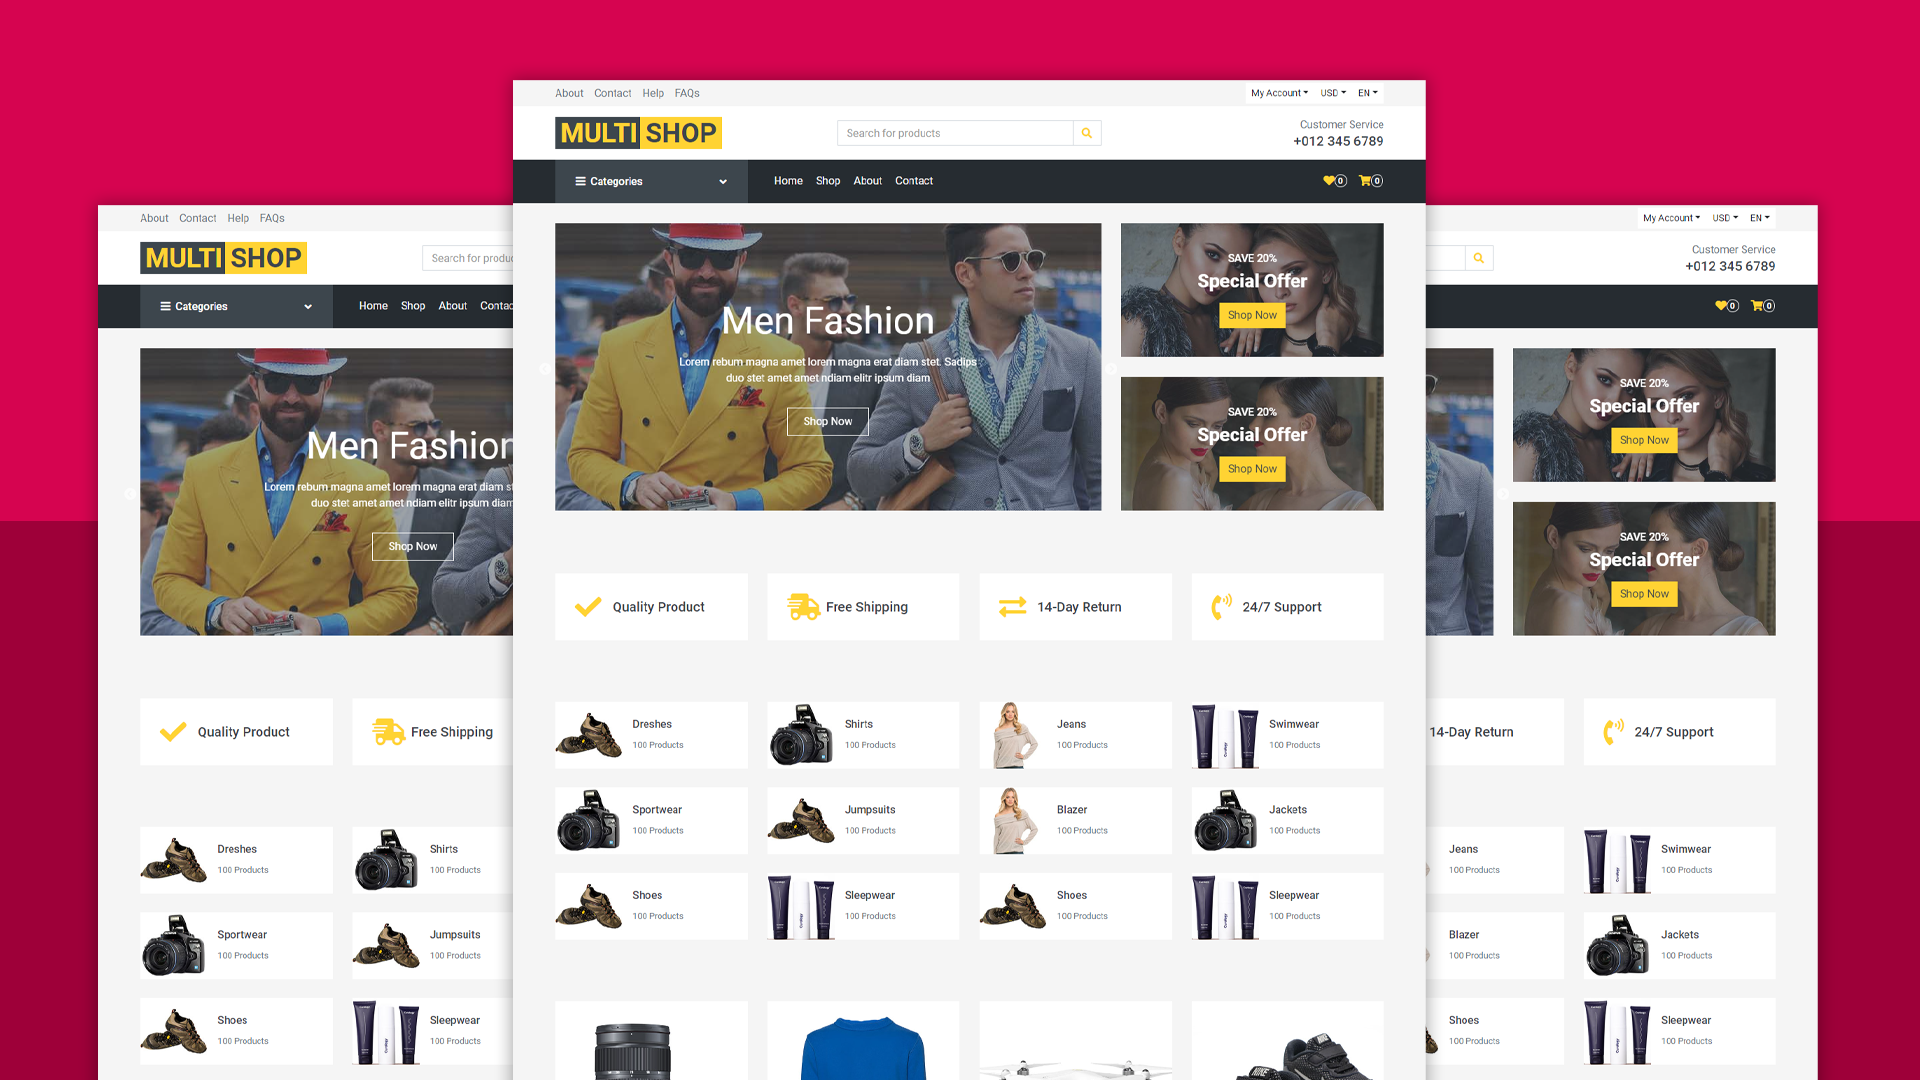 About Contact Help FAQs
My Account USD EN
MULTI SHOP
Search for products
Customer Service
+012 345 6789
Categories
Home Shop About Contact
0 0
Men Fashion
Lorem rebum magna amet lorem magna erat diam stet. Sadips
duo stet amet amet ndiam elitr ipsum diam
Shop Now
SAVE 20%
Special Offer
Shop Now
SAVE 20%
Special Offer
Shop Now
Quality Product
Free Shipping
14-Day Return
24/7 Support
Dreshes
100 Products
Shirts
100 Products
Jeans
100 Products
Swimwear
100 Products
Sportwear
100 Products
Jumpsuits
100 Products
Blazer
100 Products
Jackets
100 Products
Shoes
100 Products
Sleepwear
100 Products
Shoes
100 Products
Sleepwear
100 Products
About Contact Help FAQs
MULTI SHOP
Search for produc
Categories
Home Shop About Contac
Men Fashion
Lorem rebum magna amet lorem magna erat diam st
duo stet amet amet ndiam elitr ipsum diam
Shop Now
Quality Product
Free Shipping
Dreshes
100 Products
Shirts
100 Products
Sportwear
100 Products
Jumpsuits
100 Products
Shoes
100 Products
Sleepwear
100 Products
My Account USD EN
Customer Service
+012 345 6789
0 0
SAVE 20%
Special Offer
Shop Now
SAVE 20%
Special Offer
Shop Now
14-Day Return
24/7 Support
Jeans
100 Products
Swimwear
100 Products
Blazer
100 Products
Jackets
100 Products
Shoes
100 Products
Sleepwear
100 Products